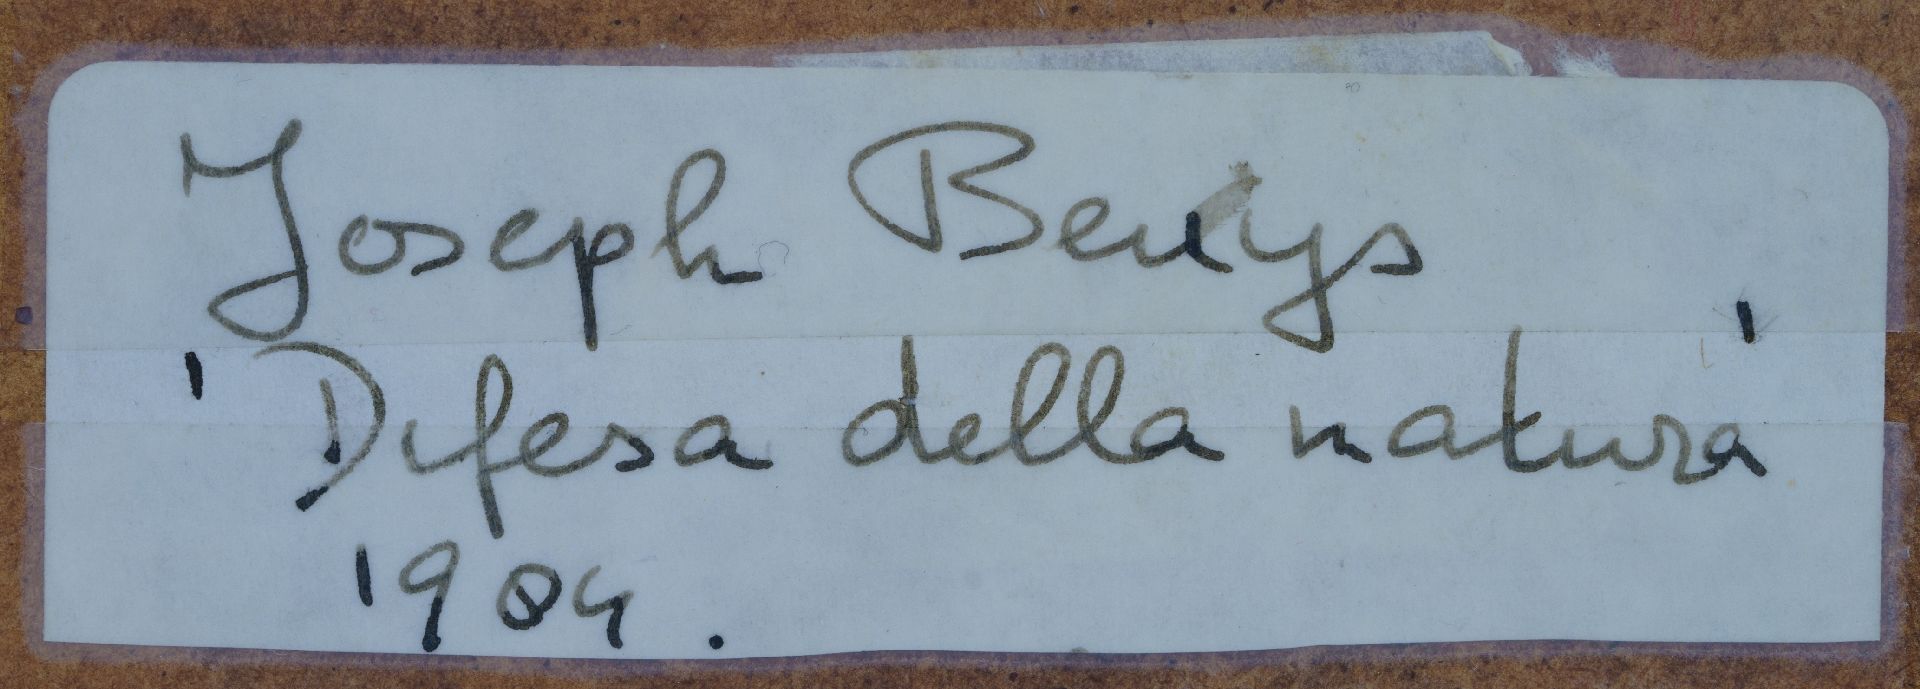 Joseph Beuys
'Difesa della natura'
1984.